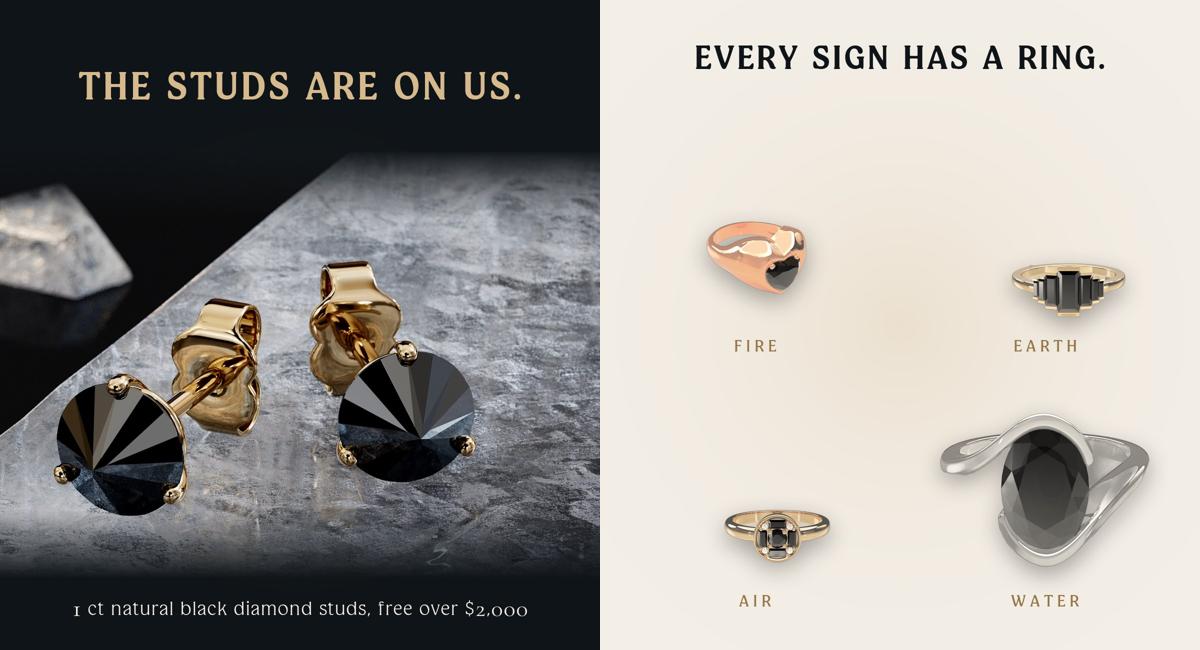 THE STUDS ARE ON US.
1 ct natural black diamond studs, free over $2,000
EVERY SIGN HAS A RING.
FIRE
EARTH
AIR
WATER